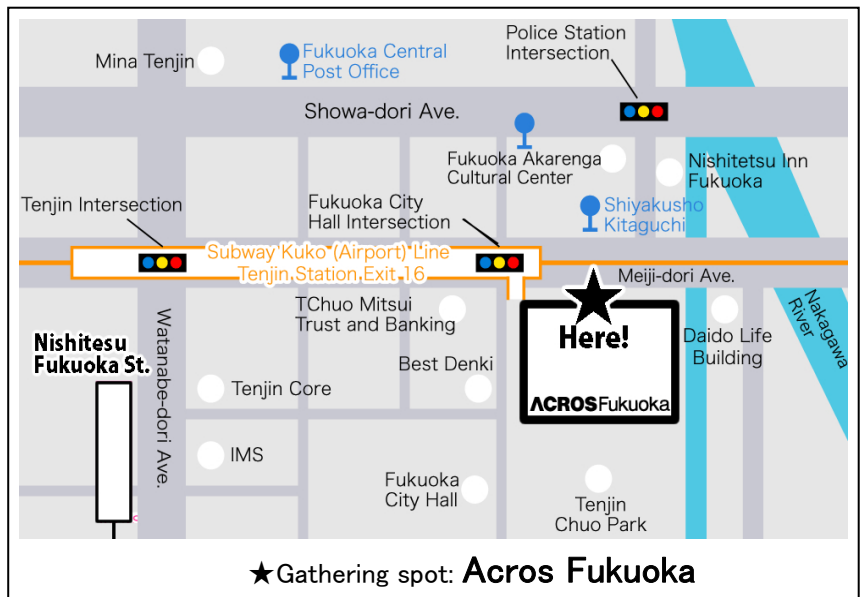 Police Station
Intersection
Mina Tenjin
Fukuoka Central
Post Office
Showa-dori Ave.
Fukuoka Akarenga
Cultural Center
Nishitetsu Inn
Fukuoka
Tenjin Intersection
Fukuoka City
Hall Intersection
Shiyakusho
Kitaguchi
Subway Kuko (Airport) Line
Tenjin Station Exit 16
Meiji-dori Ave.
TChuo Mitsui
Trust and Banking
Here!
Daido Life
Building
Nakagawa
River
Nishitesu
Fukuoka St.
Watanabe-dori Ave.
Best Denki
Tenjin Core
ACROS Fukuoka
IMS
Fukuoka
City Hall
Tenjin
Chuo Park
★Gathering spot: Acros Fukuoka